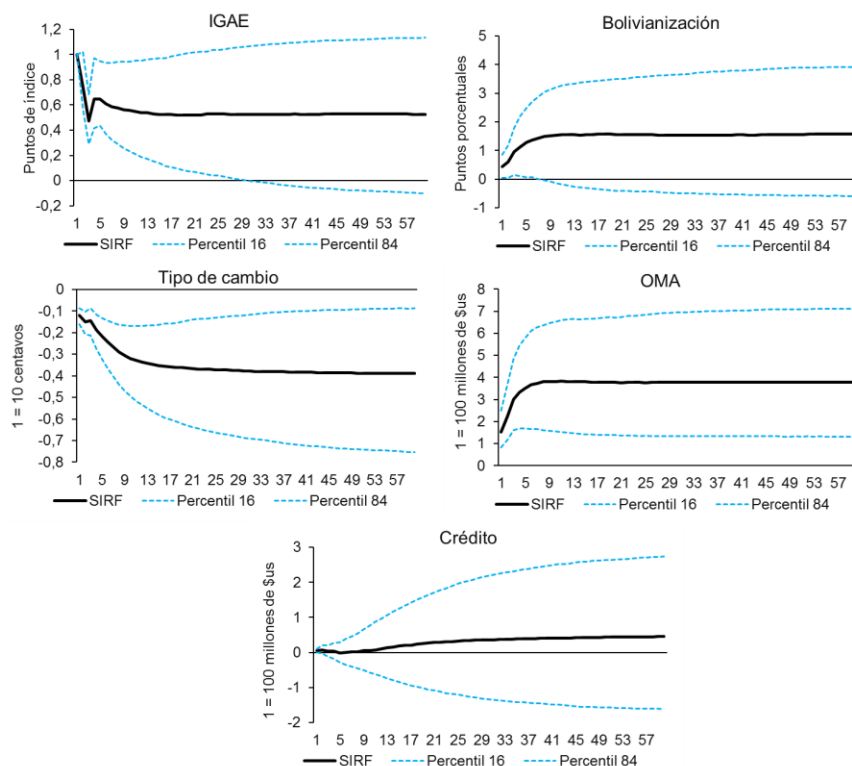 IGAE
Puntos de índice
1,2
1
0,8
0,6
0,4
0,2
0
-0,2
1 5 9 13 17 21 25 29 33 37 41 45 49 53 57
SIRF Percentil 16 Percentil 84
Bolivianización
Puntos porcentuales
5
4
3
2
1
0
-1
1 5 9 13 17 21 25 29 33 37 41 45 49 53 57
SIRF Percentil 16 Percentil 84
Tipo de cambio
1 = 10 centavos
0
-0,1
-0,2
-0,3
-0,4
-0,5
-0,6
-0,7
-0,8
1 5 9 13 17 21 25 29 33 37 41 45 49 53 57
SIRF Percentil 16 Percentil 84
OMA
1 = 100 millones de $us
8
7
6
5
4
3
2
1
0
1 5 9 13 17 21 25 29 33 37 41 45 49 53 57
SIRF Percentil 16 Percentil 84
Crédito
1 = 100 millones de $us
3
2
1
0
-1
-2
1 5 9 13 17 21 25 29 33 37 41 45 49 53 57
SIRF Percentil 16 Percentil 84